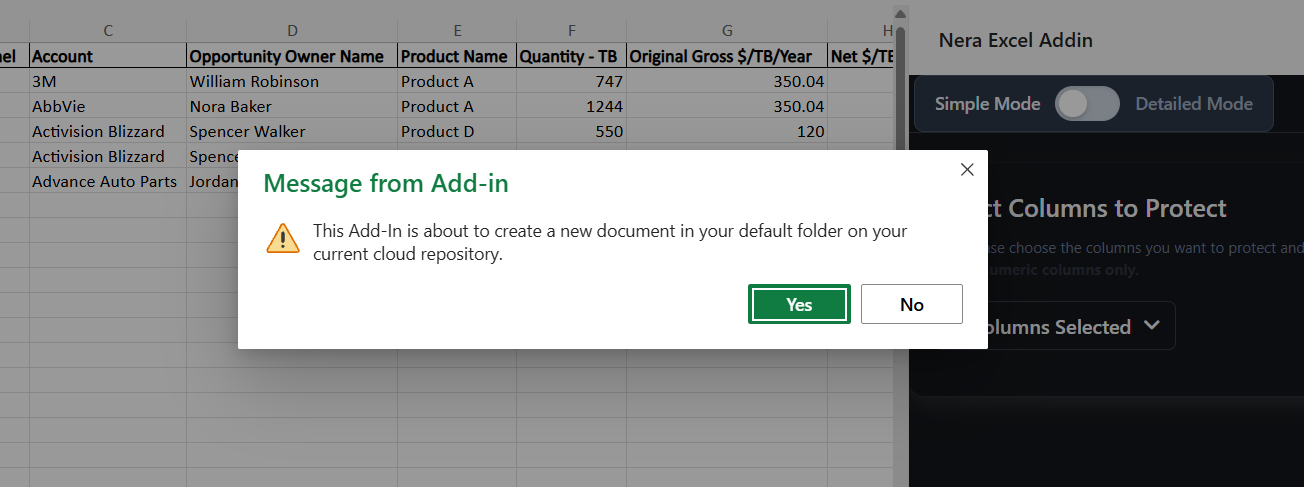 C D E F G H
el Account Opportunity Owner Name Product Name Quantity - TB Original Gross $/TB/Year Net $/TE
3M William Robinson Product A 747 350.04
AbbVie Nora Baker Product A 1244 350.04
Activision Blizzard Spencer Walker Product D 550 120
Activision Blizzard Spence
Advance Auto Parts Jordan
Nera Excel Addin
Simple Mode Detailed Mode
ct Columns to Protect
se choose the columns you want to protect and
umeric columns only.
olumns Selected
Message from Add-in
This Add-In is about to create a new document in your default folder on your
current cloud repository.
Yes No